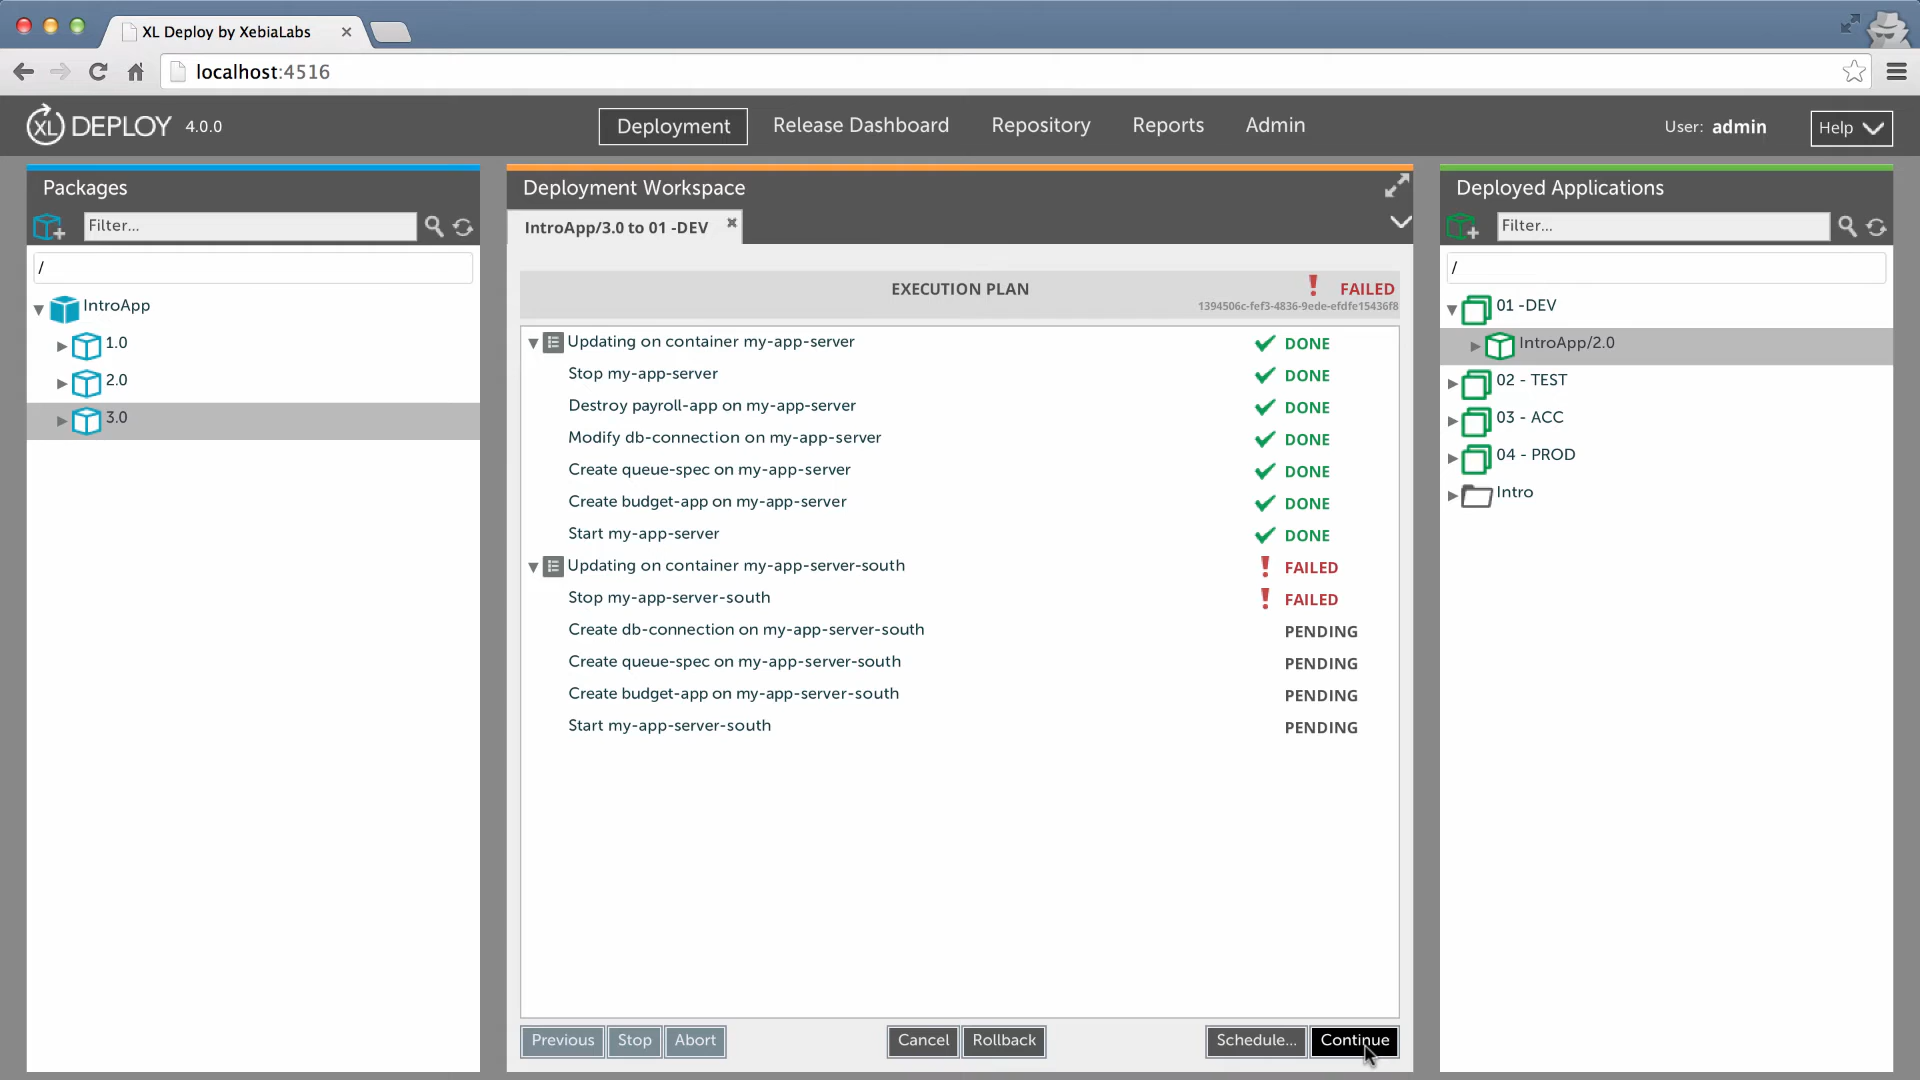 XL Deploy by XebiaLabs
localhost:4516
XL DEPLOY 4.0.0
Deployment
Release Dashboard
Repository
Reports
Admin
User: admin
Help
Packages
Filter...
/
IntroApp
1.0
2.0
3.0
Deployment Workspace
IntroApp/3.0 to 01 -DEV
EXECUTION PLAN
! FAILED
1394506c-fef3-4836-9ede-efdfe15436f8
Updating on container my-app-server DONE
Stop my-app-server DONE
Destroy payroll-app on my-app-server DONE
Modify db-connection on my-app-server DONE
Create queue-spec on my-app-server DONE
Create budget-app on my-app-server DONE
Start my-app-server DONE
Updating on container my-app-server-south ! FAILED
Stop my-app-server-south ! FAILED
Create db-connection on my-app-server-south PENDING
Create queue-spec on my-app-server-south PENDING
Create budget-app on my-app-server-south PENDING
Start my-app-server-south PENDING
Previous
Stop
Abort
Cancel
Rollback
Schedule...
Continue
Deployed Applications
Filter...
/
01 -DEV
IntroApp/2.0
02 - TEST
03 - ACC
04 - PROD
Intro